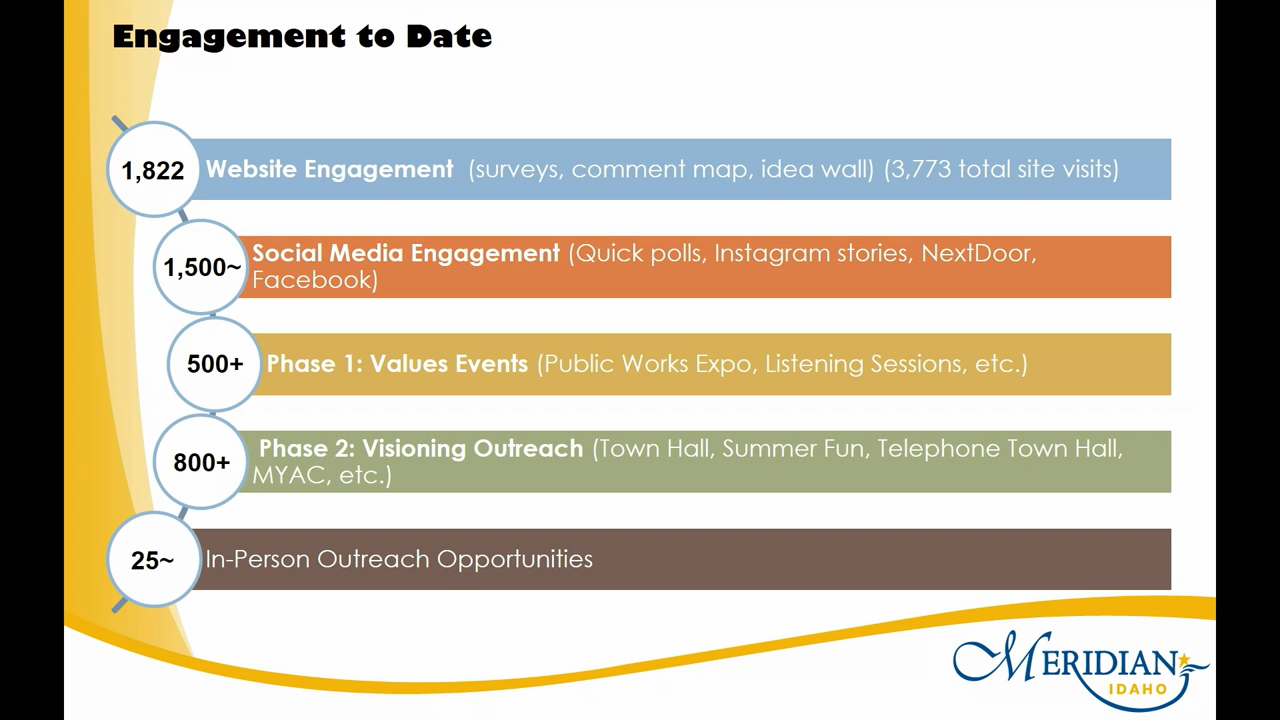 Engagement to Date
1,822
Website Engagement (surveys, comment map, idea wall) (3,773 total site visits)
1,500~
Social Media Engagement (Quick polls, Instagram stories, NextDoor,
Facebook)
500+
Phase 1: Values Events (Public Works Expo, Listening Sessions, etc.)
800+
Phase 2: Visioning Outreach (Town Hall, Summer Fun, Telephone Town Hall,
MYAC, etc.)
25~
In-Person Outreach Opportunities
MERIDIAN
IDAHO